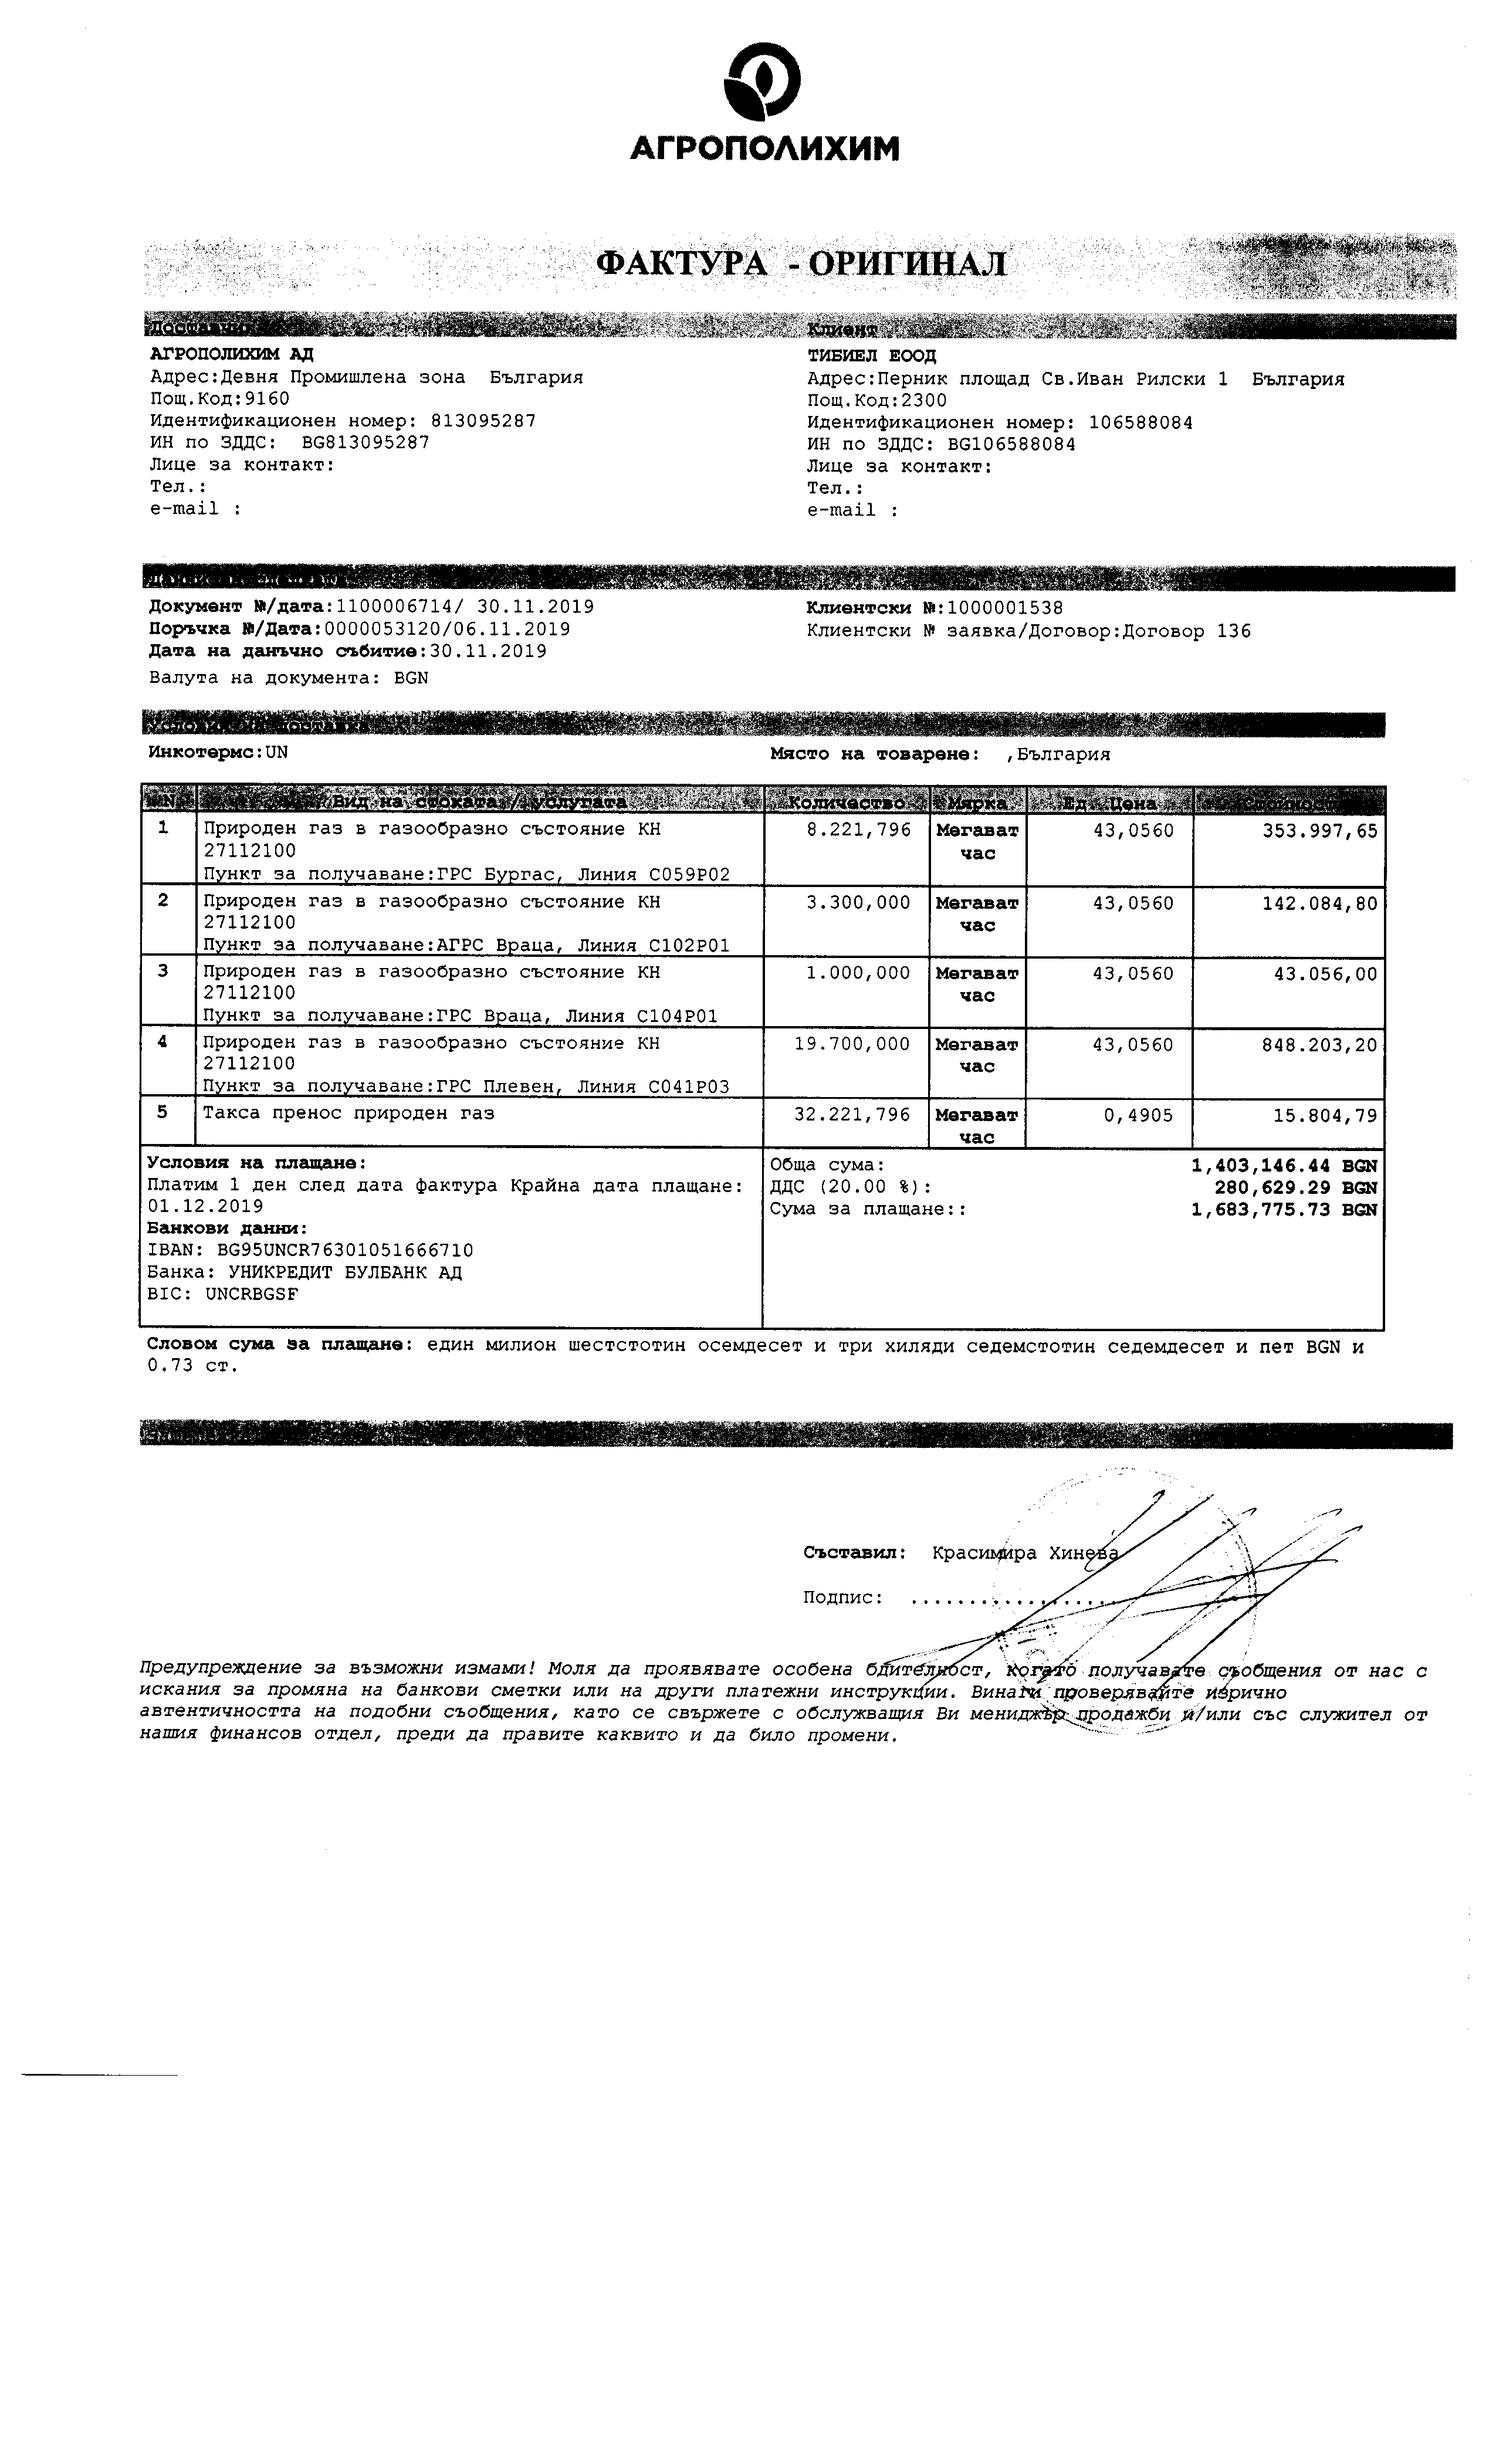 АГРОПОЛИХИМ
ФАКТУРА - ОРИГИНАЛ
Клиент
АГРОПОЛИХИМ АД
Адрес:Девня Промишлена зона България
Пощ.Код:9160
Идентификационен номер: 813095287
ИН по ЗДДС: BG813095287
Лице за контакт:
Тел.:
e-mail :
ТИБИЕЛ ЕООД
Адрес:Перник площад Св.Иван Рилски 1 България
Пощ.Код:2300
Идентификационен номер: 106588084
ИН по ЗДДС: BG106588084
Лице за контакт:
Тел.:
e-mail :
Документ №/дата:1100006714/ 30.11.2019
Поръчка №/Дата:0000053120/06.11.2019
Дата на данъчно събитие:30.11.2019
Валута на документа: BGN
Клиентски №:1000001538
Клиентски № заявка/Договор:Договор 136
Инкотермс:UN
Място на товарене: ,България
Вид на стоката / услугата Количество Мярка Ед. Цена
1 Природен газ в газообразно състояние КН 8.221,796 Мегават 43,0560 353.997,65
27112100 час
Пункт за получаване:ГРС Бургас, Линия C059P02
2 Природен газ в газообразно състояние КН 3.300,000 Мегават 43,0560 142.084,80
27112100 час
Пункт за получаване:АГРС Враца, Линия C102P01
3 Природен газ в газообразно състояние КН 1.000,000 Мегават 43,0560 43.056,00
27112100 час
Пункт за получаване:ГРС Враца, Линия C104P01
4 Природен газ в газообразно състояние КН 19.700,000 Мегават 43,0560 848.203,20
27112100 час
Пункт за получаване:ГРС Плевен, Линия C041P03
5 Такса пренос природен газ 32.221,796 Мегават 0,4905 15.804,79
час
Условия на плащане:
Платим 1 ден след дата фактура Крайна дата плащане:
01.12.2019
Банкови данни:
IBAN: BG95UNCR76301051666710
Банка: УНИКРЕДИТ БУЛБАНК АД
BIC: UNCRBGSF
Обща сума: 1,403,146.44 BGN
ДДС (20.00 %): 280,629.29 BGN
Сума за плащане:: 1,683,775.73 BGN
Словом сума за плащане: един милион шестстотин осемдесет и три хиляди седемстотин седемдесет и пет BGN и
0.73 ст.
Съставил: Красимира Хинева
Подпис: ..................
Предупреждение за възможни измами! Моля да проявявате особена бдителност, когато получавате съобщения от нас с
искания за промяна на банкови сметки или на други платежни инструкции. Винаги проверявайте изрично
автентичността на подобни съобщения, като се свържете с обслужващия Ви мениджър продажби и/или със служител от
нашия финансов отдел, преди да правите каквито и да било промени.